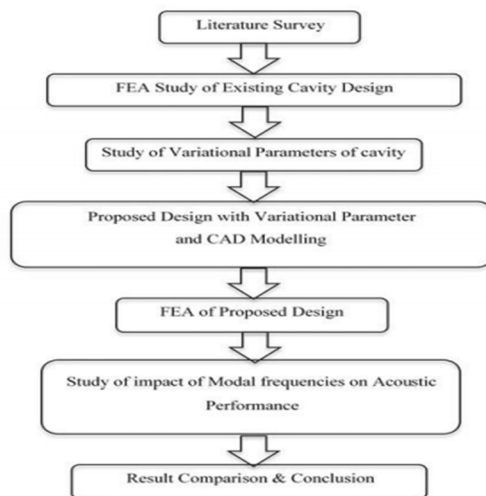 Literature Survey
FEA Study of Existing Cavity Design
Study of Variational Parameters of cavity
Proposed Design with Variational Parameter
and CAD Modelling
FEA of Proposed Design
Study of impact of Modal frequencies on Acoustic
Performance
Result Comparison & Conclusion